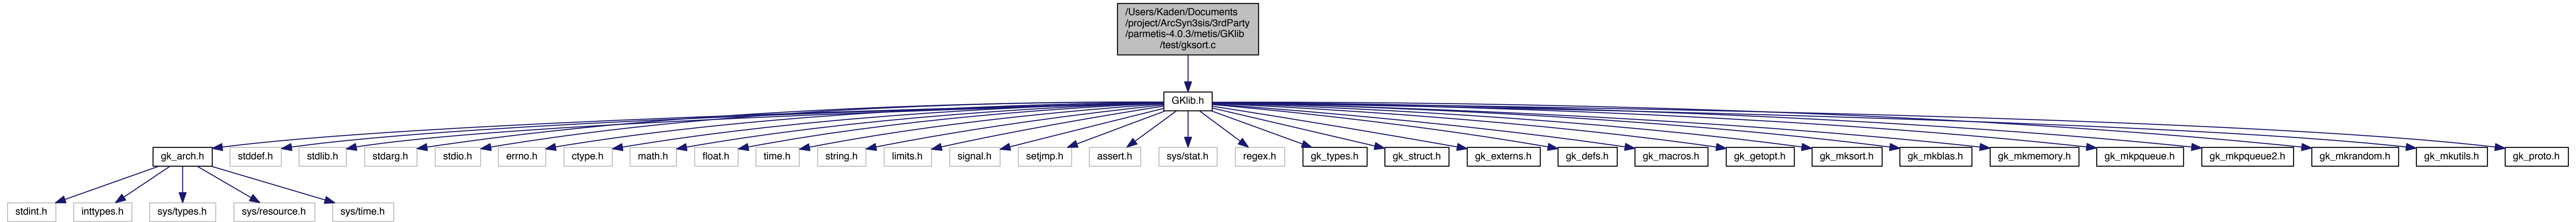 /Users/Kaden/Documents
/project/ArcSyn3sis/3rdParty
/parmetis-4.0.3/metis/GKlib
/test/gksort.c
GKlib.h
gk_arch.h
stddef.h
stdlib.h
stdarg.h
stdio.h
errno.h
ctype.h
math.h
float.h
time.h
string.h
limits.h
signal.h
setjmp.h
assert.h
sys/stat.h
regex.h
gk_types.h
gk_struct.h
gk_externs.h
gk_defs.h
gk_macros.h
gk_getopt.h
gk_mksort.h
gk_mkblas.h
gk_mkmemory.h
gk_mkpqueue.h
gk_mkpqueue2.h
gk_mkrandom.h
gk_mkutils.h
gk_proto.h
stdint.h
inttypes.h
sys/types.h
sys/resource.h
sys/time.h